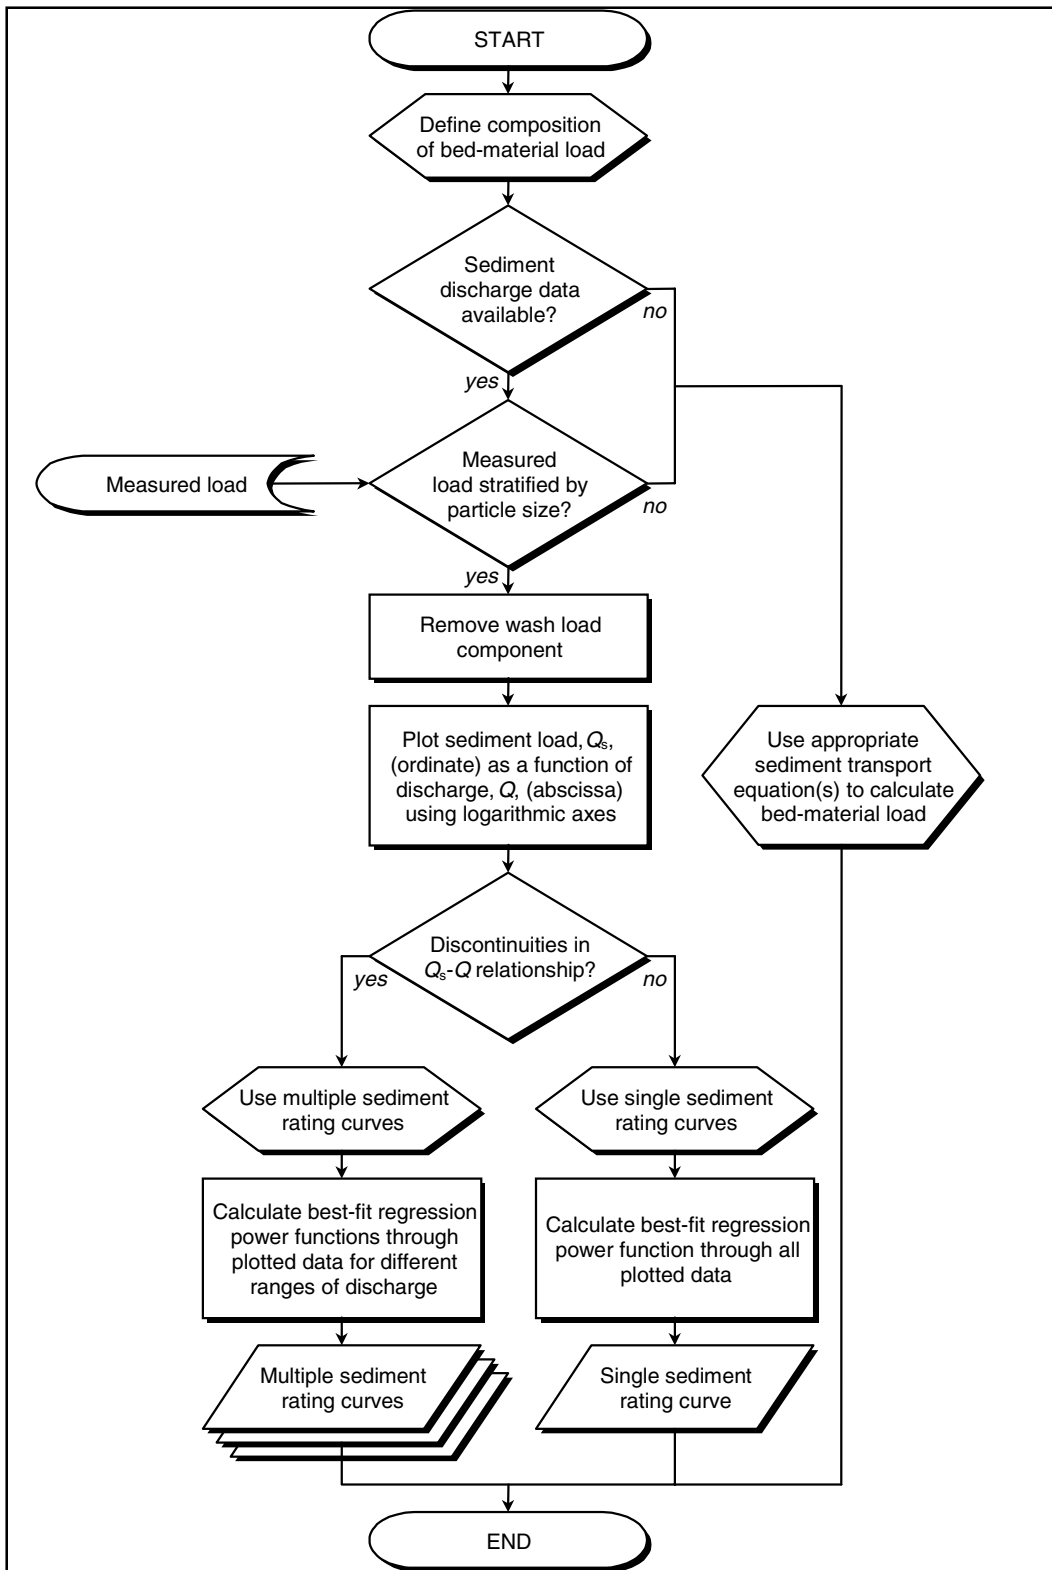 START
Define composition
of bed-material load
Sediment
discharge data
available?
no
yes
Measured load
Measured
load stratified by
particle size?
no
yes
Remove wash load
component
Plot sediment load, Qs,
(ordinate) as a function of
discharge, Q, (abscissa)
using logarithmic axes
Use appropriate
sediment transport
equation(s) to calculate
bed-material load
Discontinuities in
Qs-Q relationship?
yes
no
Use multiple sediment
rating curves
Use single sediment
rating curves
Calculate best-fit regression
power functions through
plotted data for different
ranges of discharge
Calculate best-fit regression
power function through all
plotted data
Multiple sediment
rating curves
Single sediment
rating curve
END